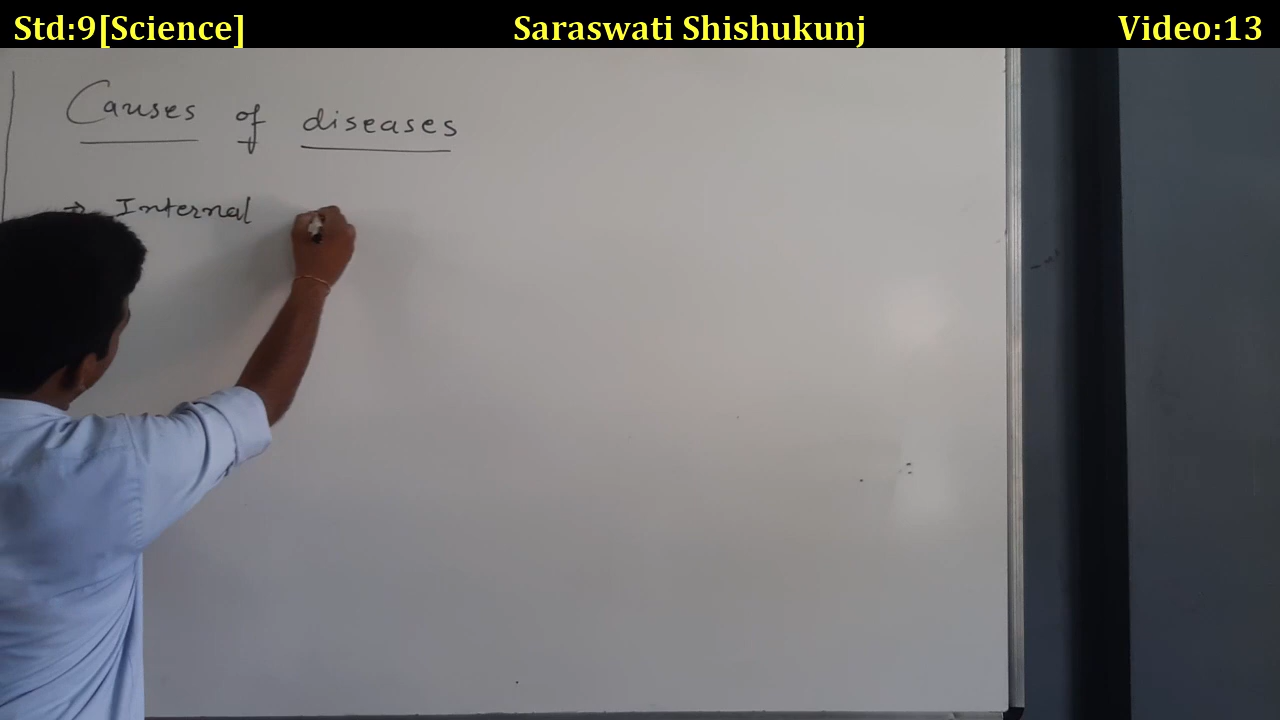 Std:9[Science] Saraswati Shishukunj Video:13
Causes of diseases
→ Internal